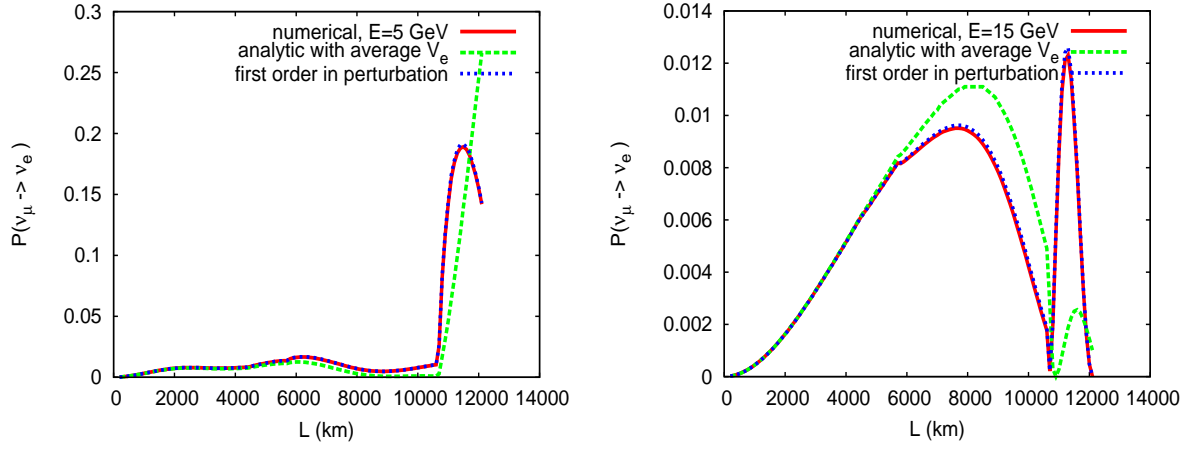 numerical, E=5 GeV
analytic with average V_e
first order in perturbation
P(ν_μ -> ν_e )
0.3
0.25
0.2
0.15
0.1
0.05
0
0 2000 4000 6000 8000 10000 12000 14000
L (km)
numerical, E=15 GeV
analytic with average V_e
first order in perturbation
P(ν_μ -> ν_e )
0.014
0.012
0.01
0.008
0.006
0.004
0.002
0
0 2000 4000 6000 8000 10000 12000 14000
L (km)